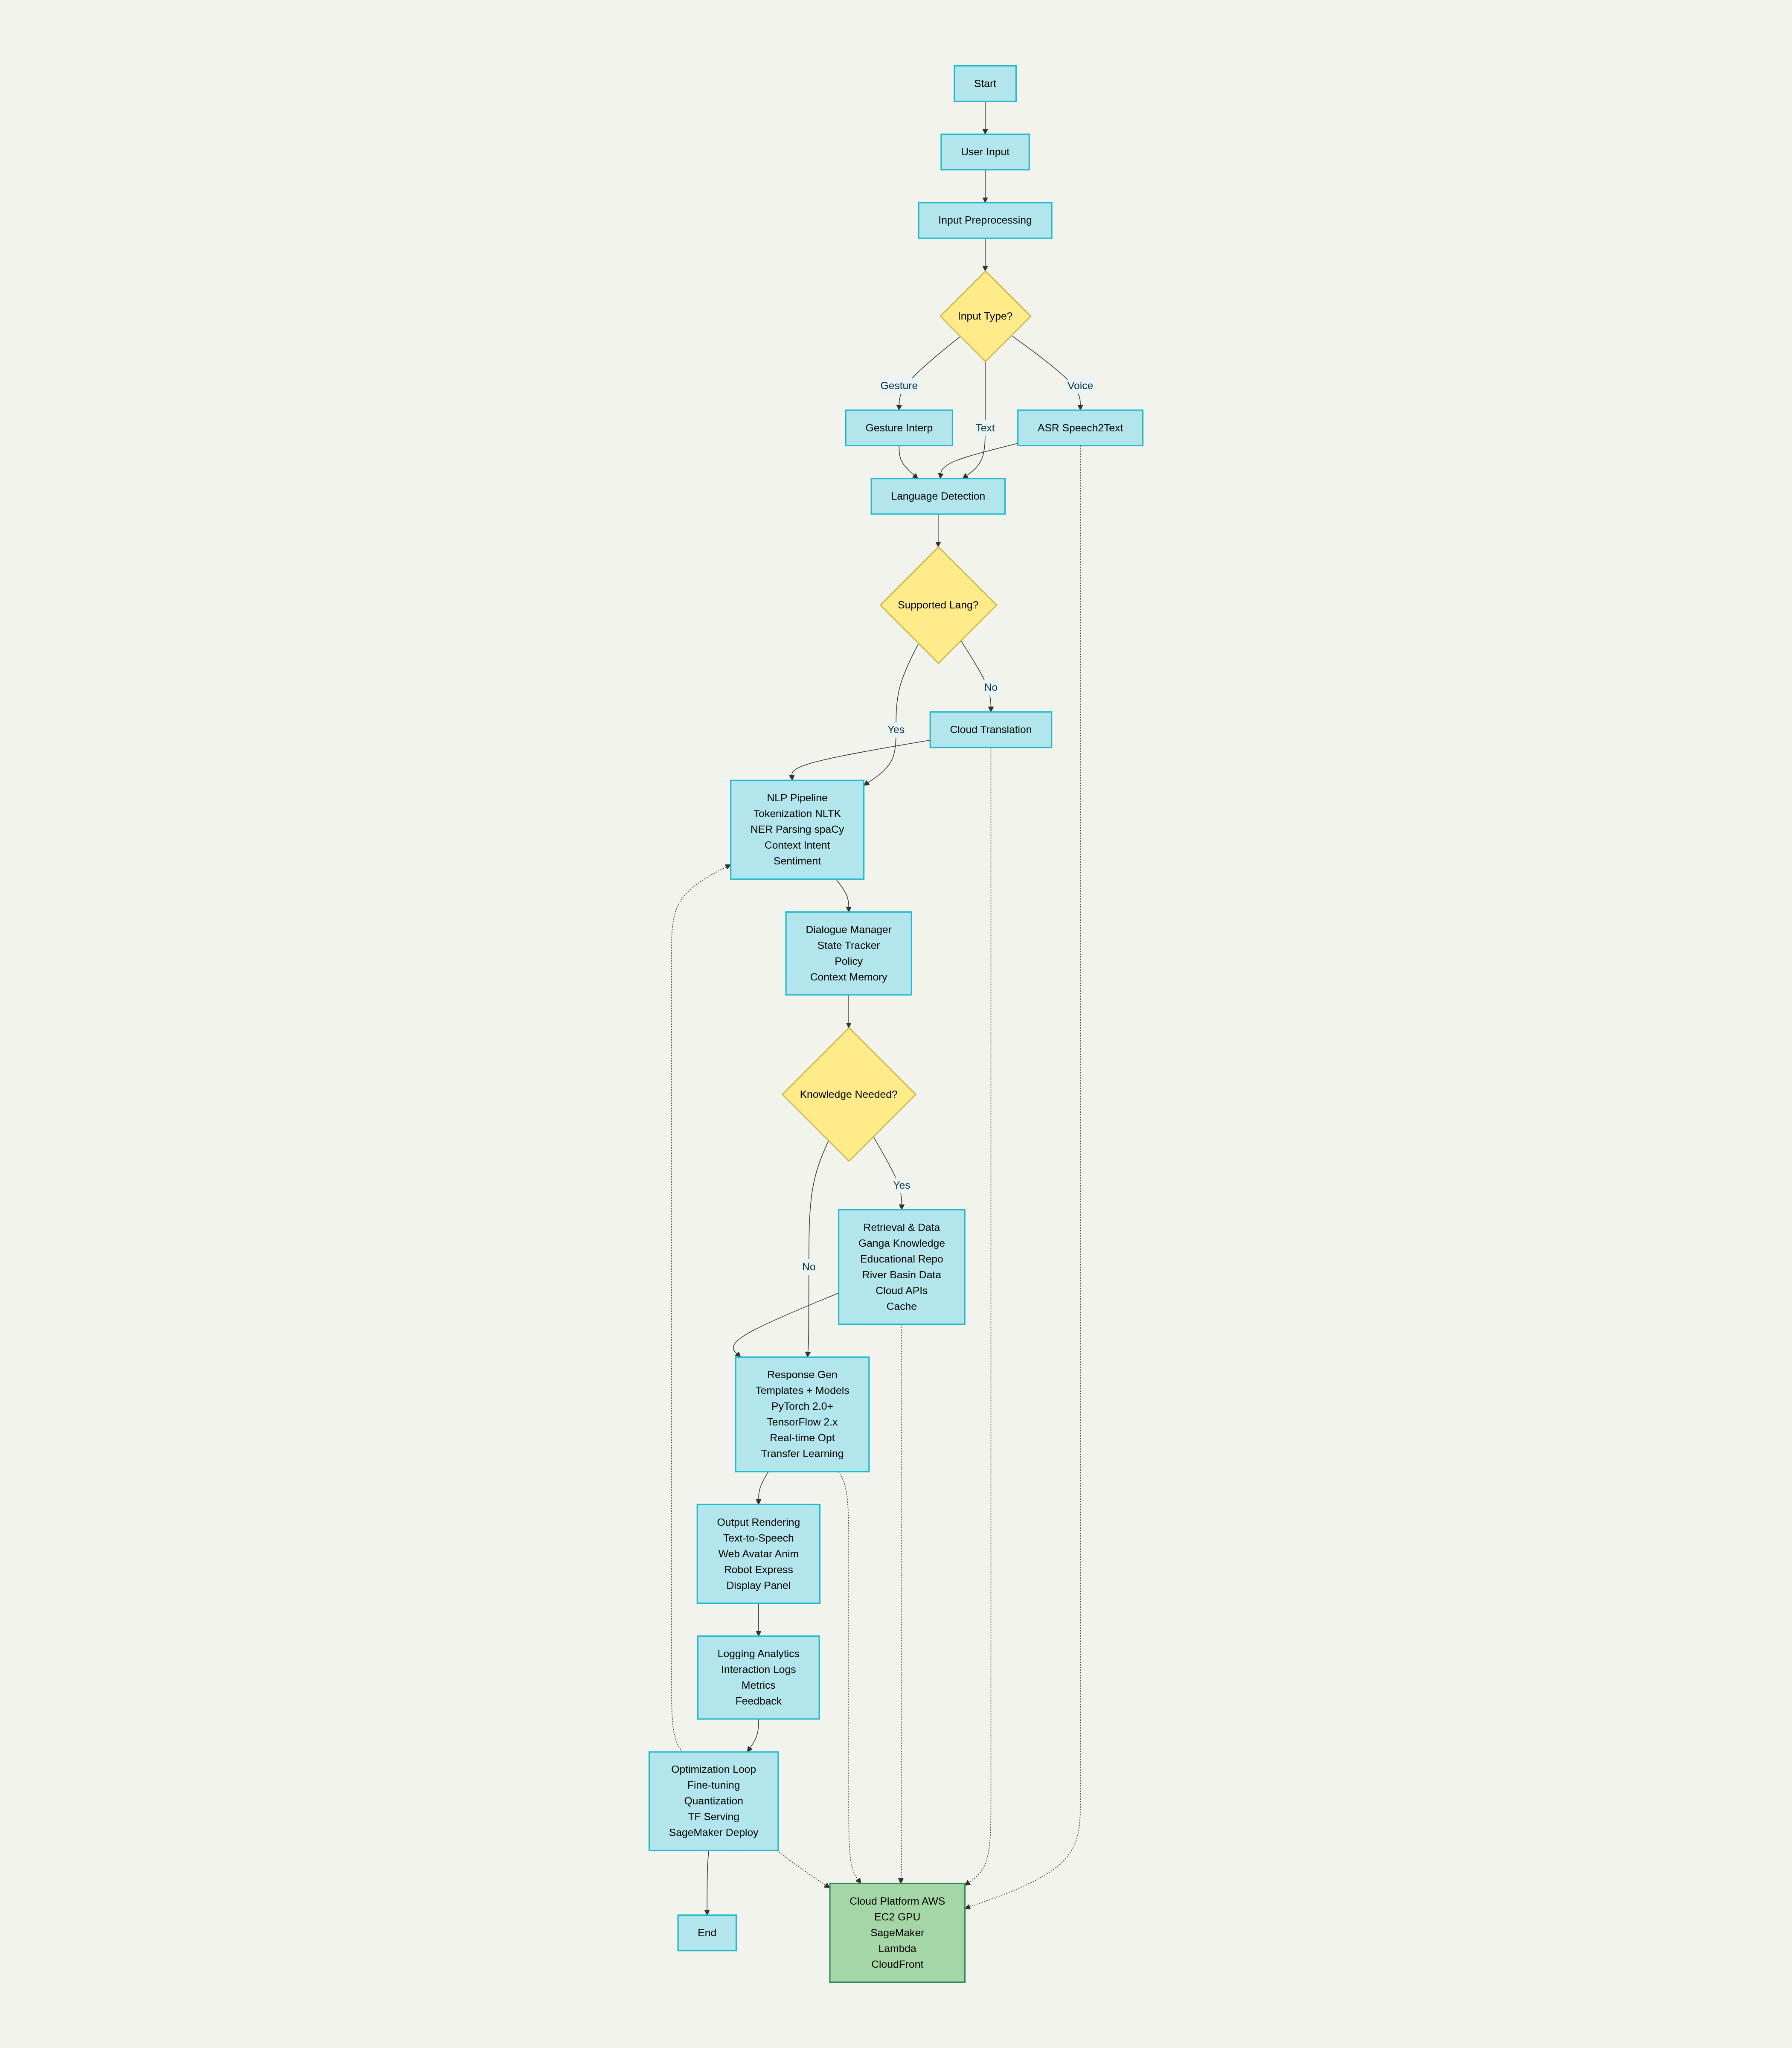 Start
User Input
Input Preprocessing
Input Type?
Gesture
Voice
Gesture Interp
Text
ASR Speech2Text
Language Detection
Supported Lang?
No
Yes
Cloud Translation
NLP Pipeline
Tokenization NLTK
NER Parsing spaCy
Context Intent
Sentiment
Dialogue Manager
State Tracker
Policy
Context Memory
Knowledge Needed?
Yes
No
Retrieval & Data
Ganga Knowledge
Educational Repo
River Basin Data
Cloud APIs
Cache
Response Gen
Templates + Models
PyTorch 2.0+
TensorFlow 2.x
Real-time Opt
Transfer Learning
Output Rendering
Text-to-Speech
Web Avatar Anim
Robot Express
Display Panel
Logging Analytics
Interaction Logs
Metrics
Feedback
Optimization Loop
Fine-tuning
Quantization
TF Serving
SageMaker Deploy
End
Cloud Platform AWS
EC2 GPU
SageMaker
Lambda
CloudFront